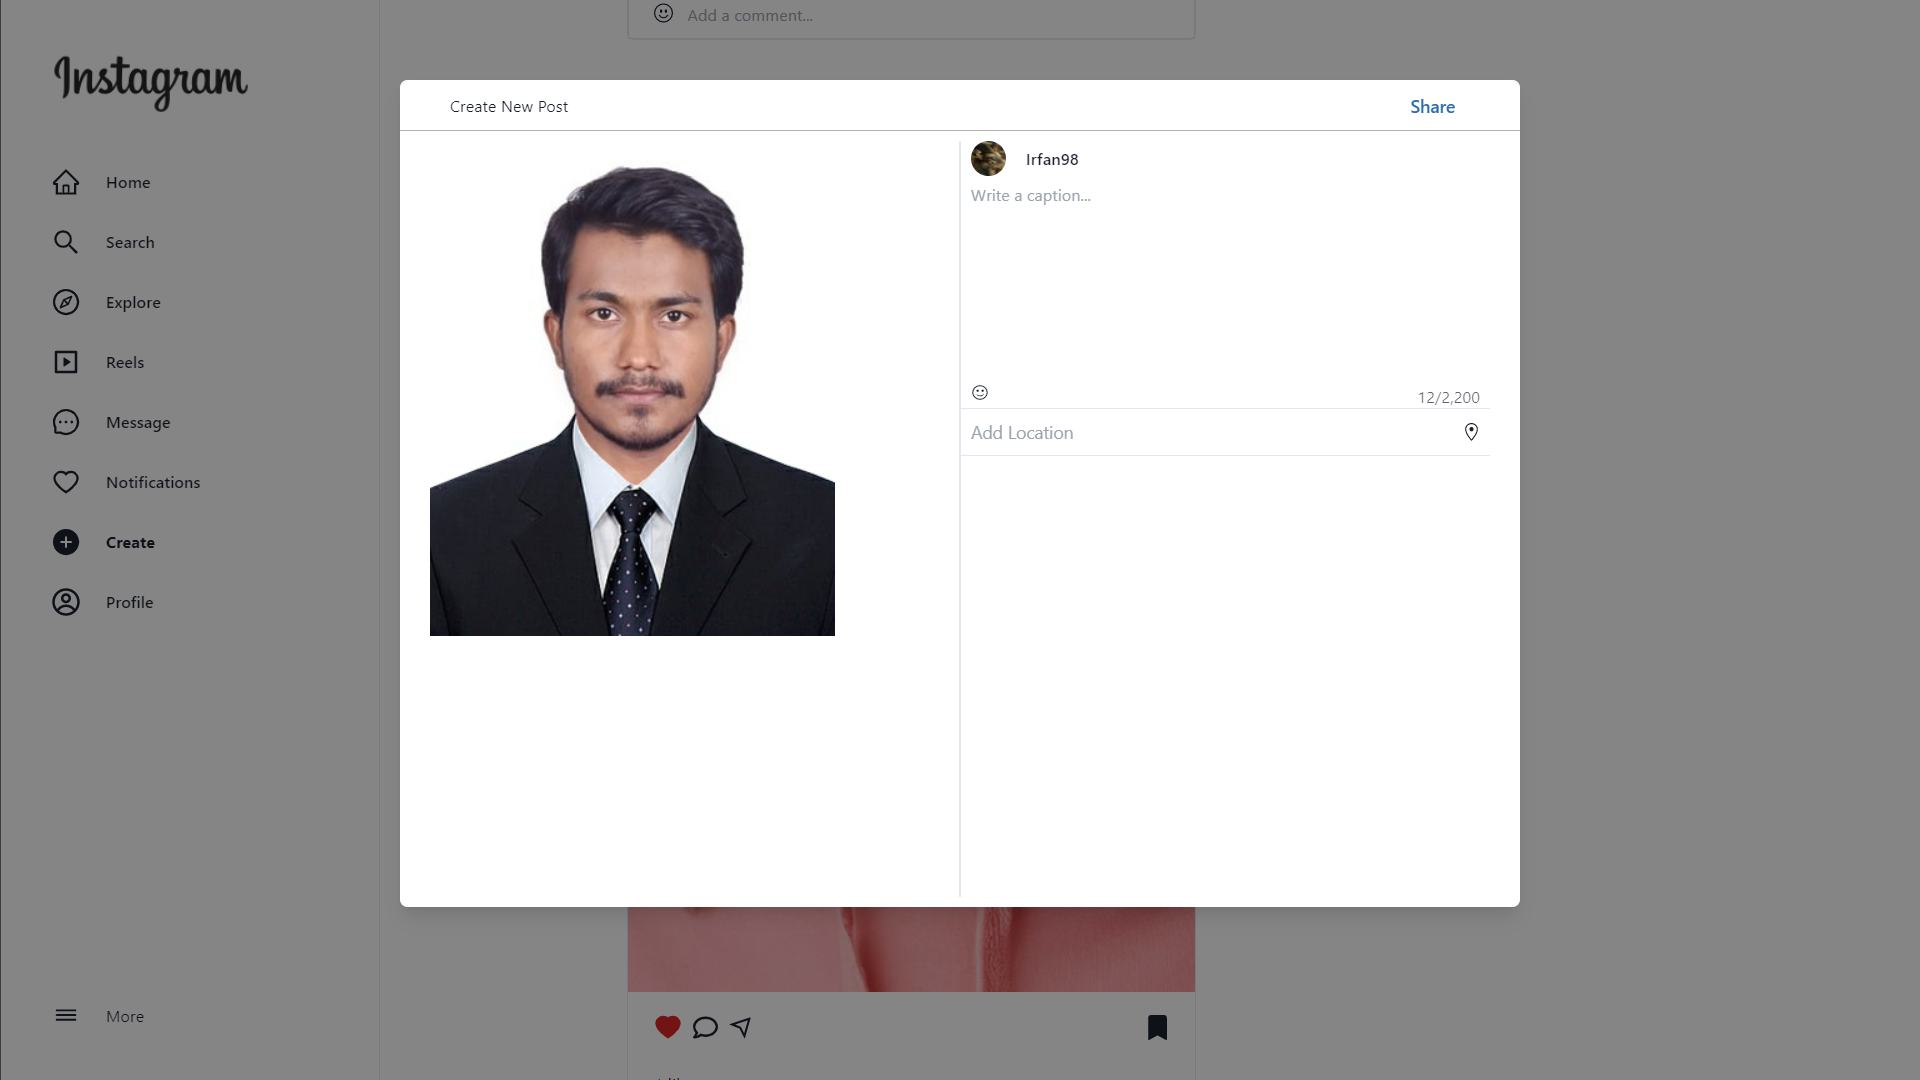 Instagram
Home
Search
Explore
Reels
Message
Notifications
Create
Profile
More
Add a comment...
Create New Post
Share
Irfan98
Write a caption...
12/2,200
Add Location